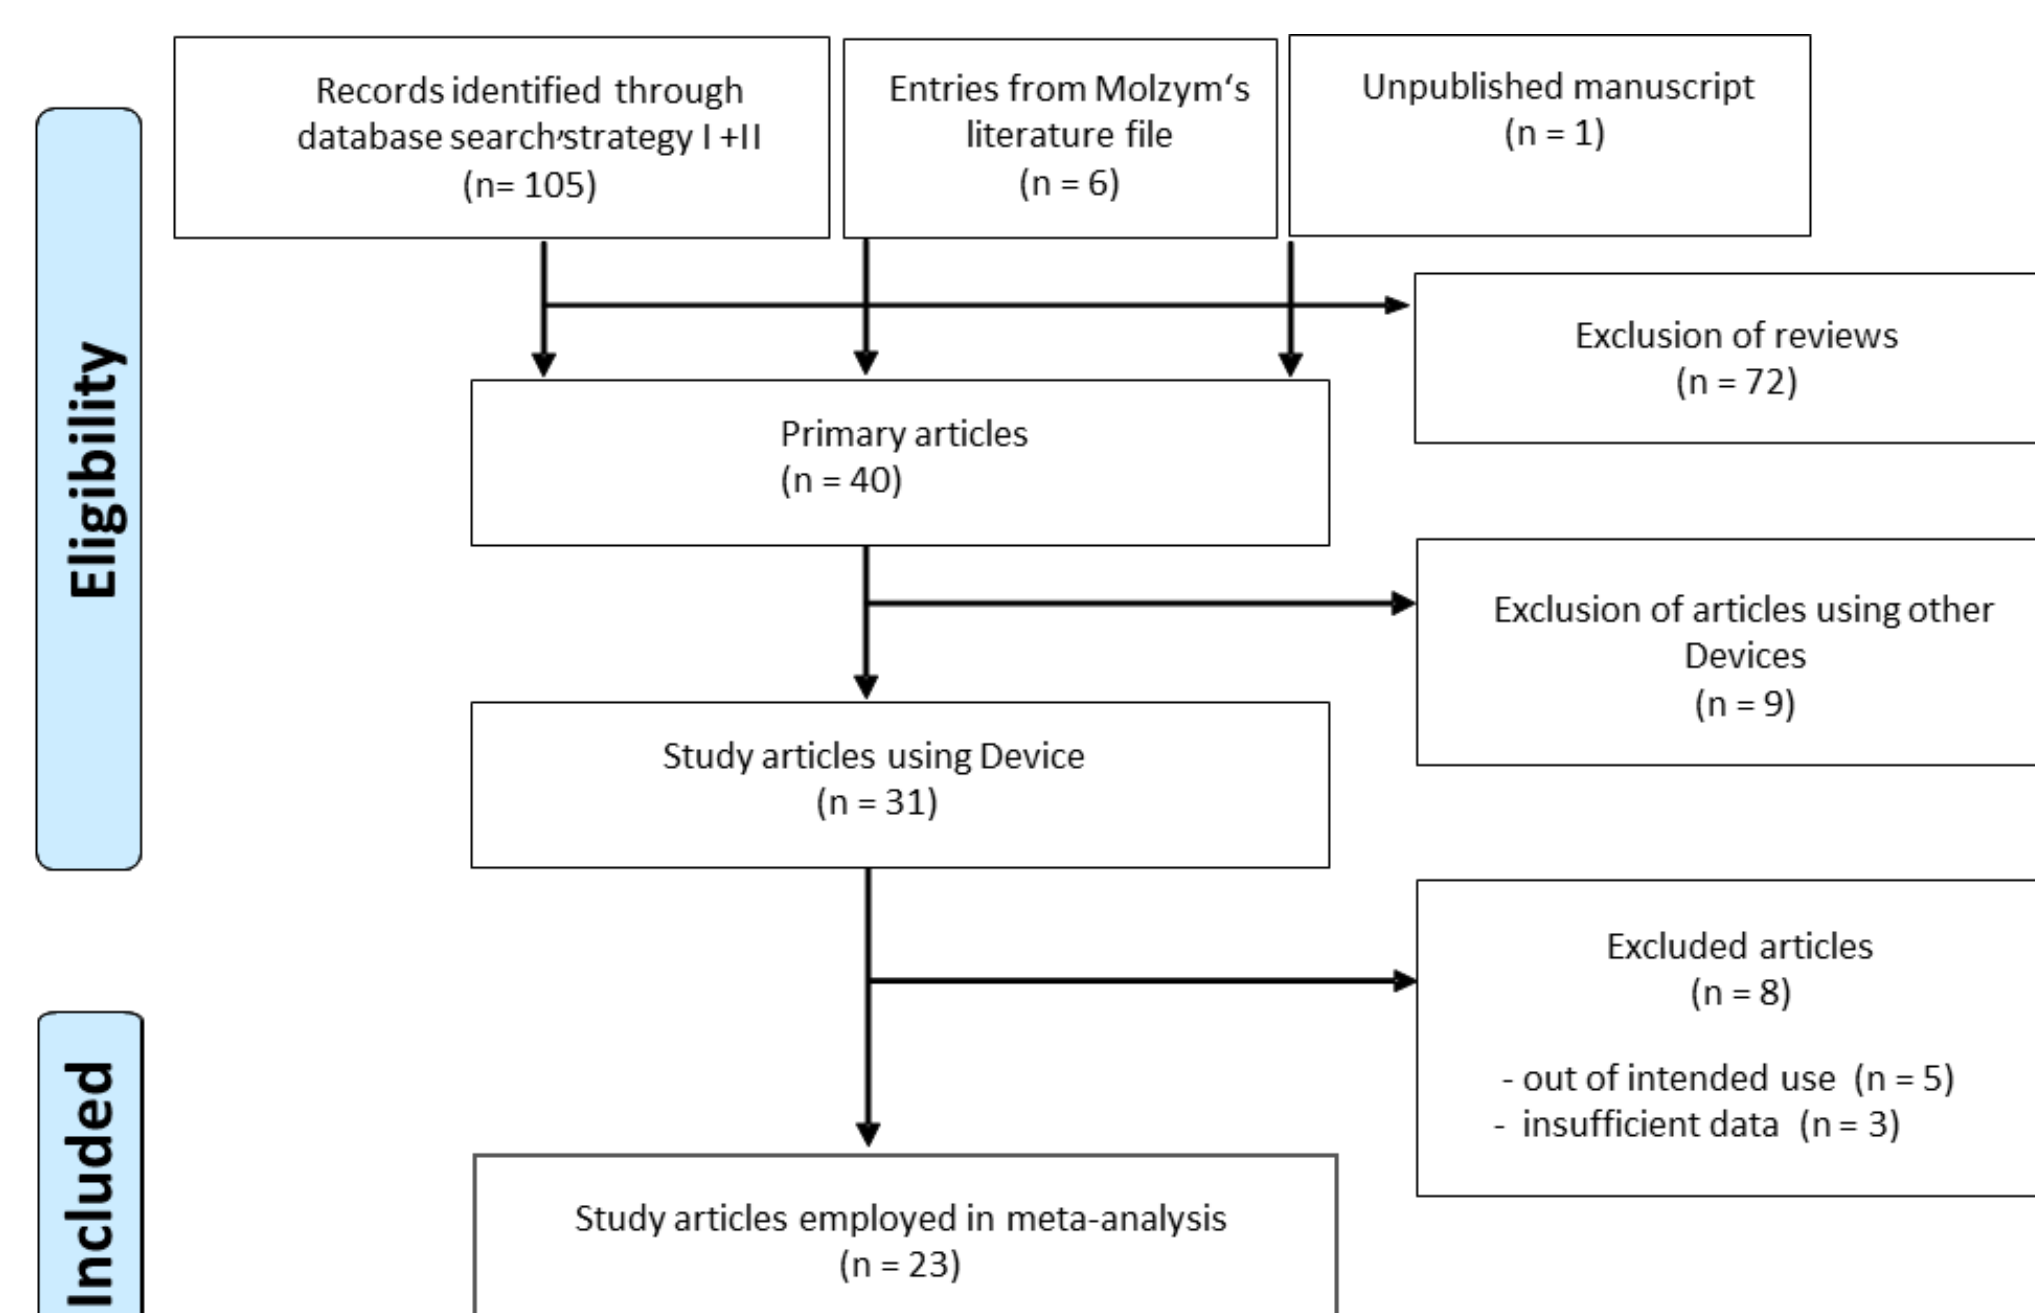 Records identified through
database search, strategy I +II
(n= 105)
Entries from Molzym‘s
literature file
(n = 6)
Unpublished manuscript
(n = 1)
Eligibility
Exclusion of reviews
(n = 72)
Primary articles
(n = 40)
Exclusion of articles using other
Devices
(n = 9)
Study articles using Device
(n = 31)
Excluded articles
(n = 8)
- out of intended use (n = 5)
- insufficient data (n = 3)
Included
Study articles employed in meta-analysis
(n = 23)